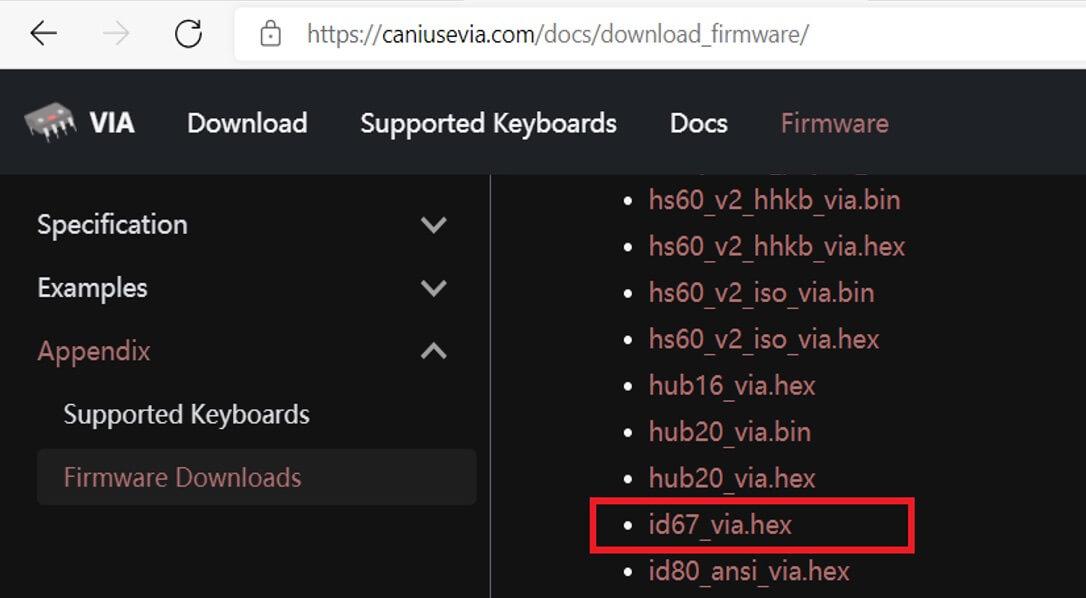 https://caniusevia.com/docs/download_firmware/
VIA Download Supported Keyboards Docs Firmware
Specification
Examples
Appendix
Supported Keyboards
Firmware Downloads
hs60_v2_hhkb_via.bin
hs60_v2_hhkb_via.hex
hs60_v2_iso_via.bin
hs60_v2_iso_via.hex
hub16_via.hex
hub20_via.bin
hub20_via.hex
id67_via.hex
id80_ansi_via.hex